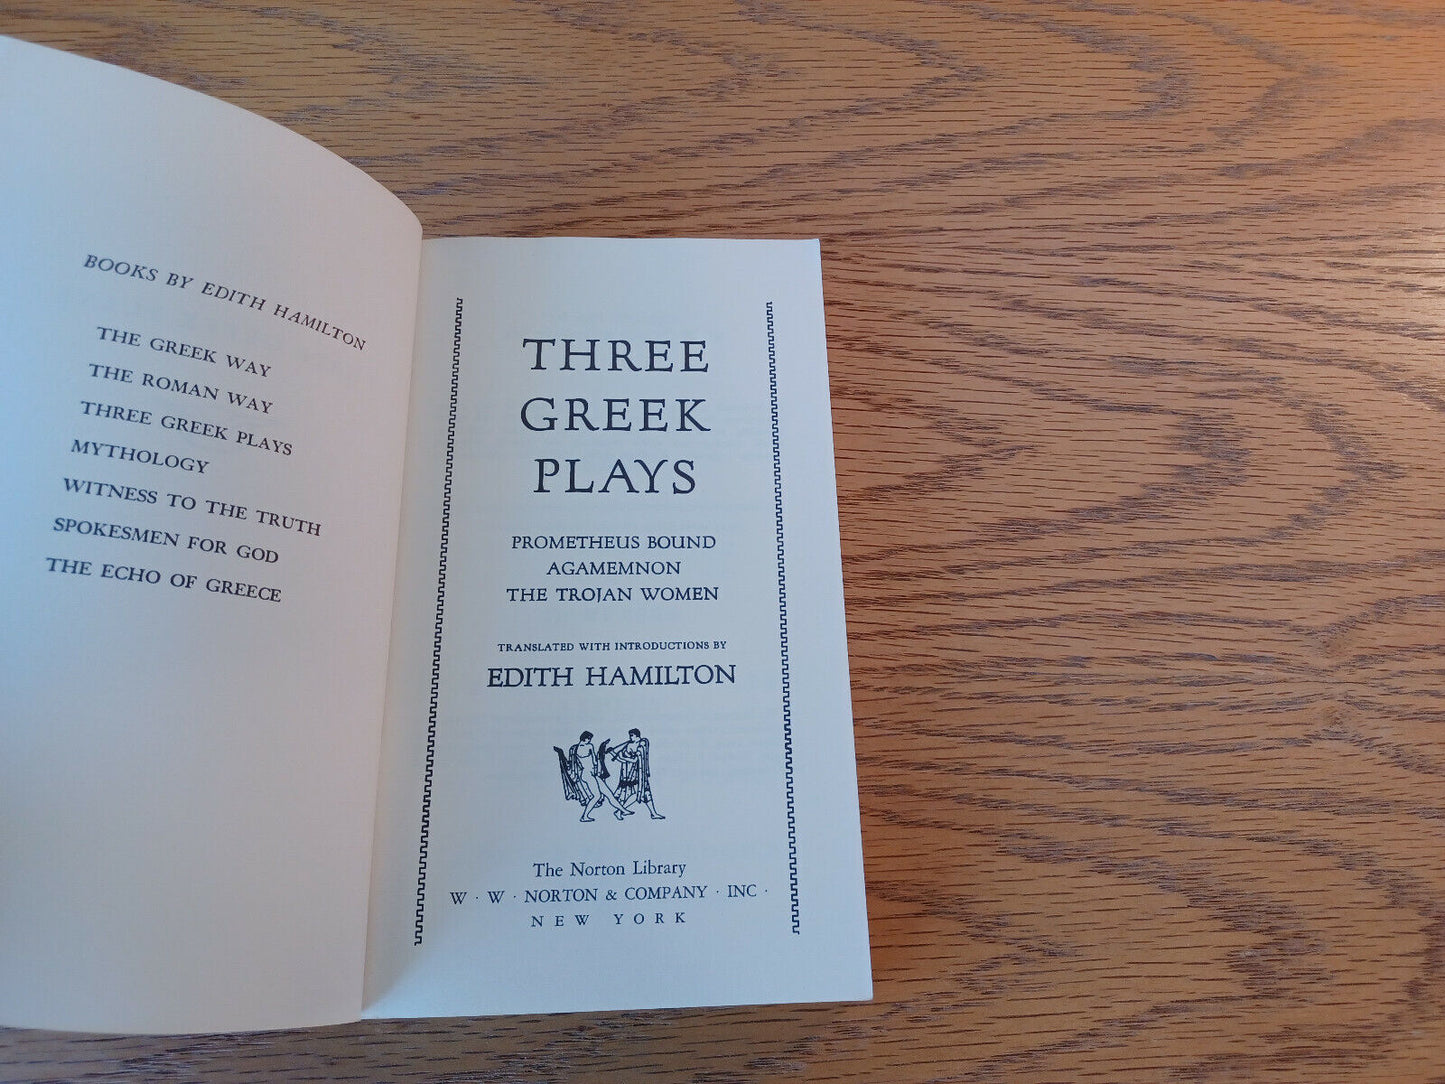 BOOKS BY EDITH HAMILTON
THE GREEK WAY
THE ROMAN WAY
THREE GREEK PLAYS
MYTHOLOGY
WITNESS TO THE TRUTH
SPOKESMEN FOR GOD
THE ECHO OF GREECE
THREE
GREEK
PLAYS
PROMETHEUS BOUND
AGAMEMNON
THE TROJAN WOMEN
TRANSLATED WITH INTRODUCTIONS BY
EDITH HAMILTON
The Norton Library
W · W · NORTON & COMPANY · INC ·
NEW YORK